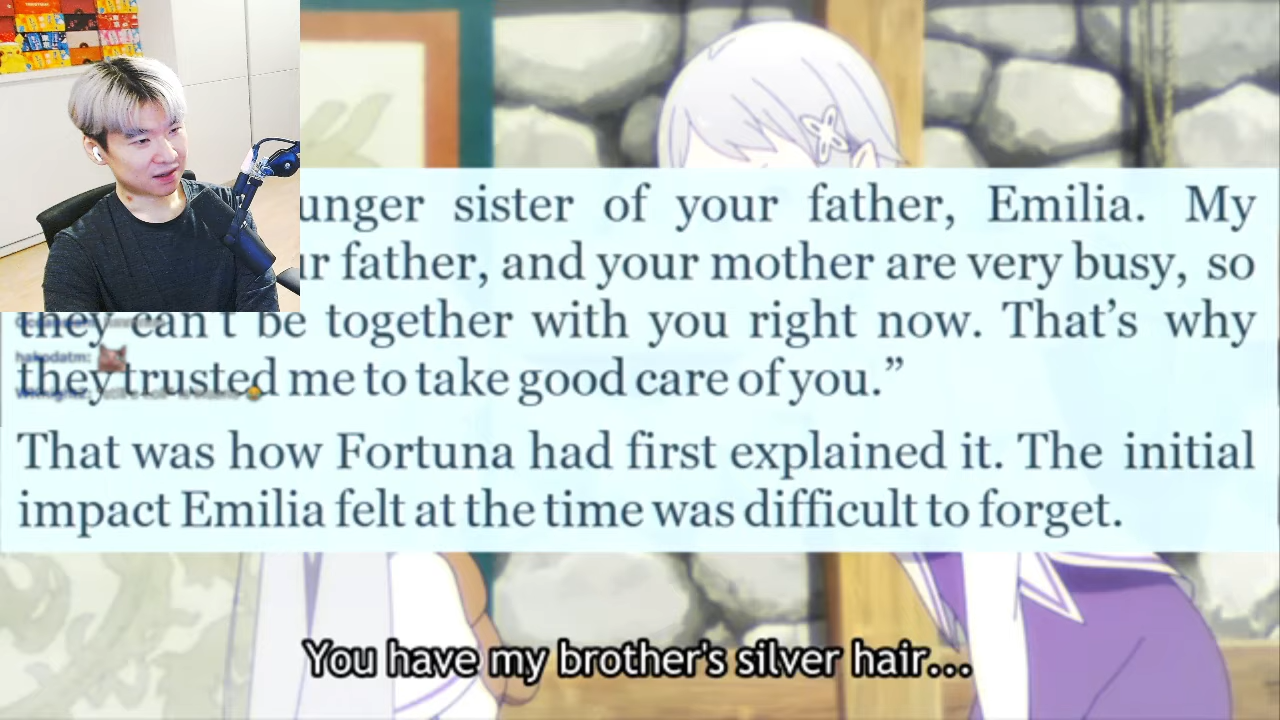 unger sister of your father, Emilia. My
ur father, and your mother are very busy, so
they can't be together with you right now. That's why
hakodatm:
they trusted me to take good care of you.”
That was how Fortuna had first explained it. The initial
impact Emilia felt at the time was difficult to forget.
You have my brother's silver hair...